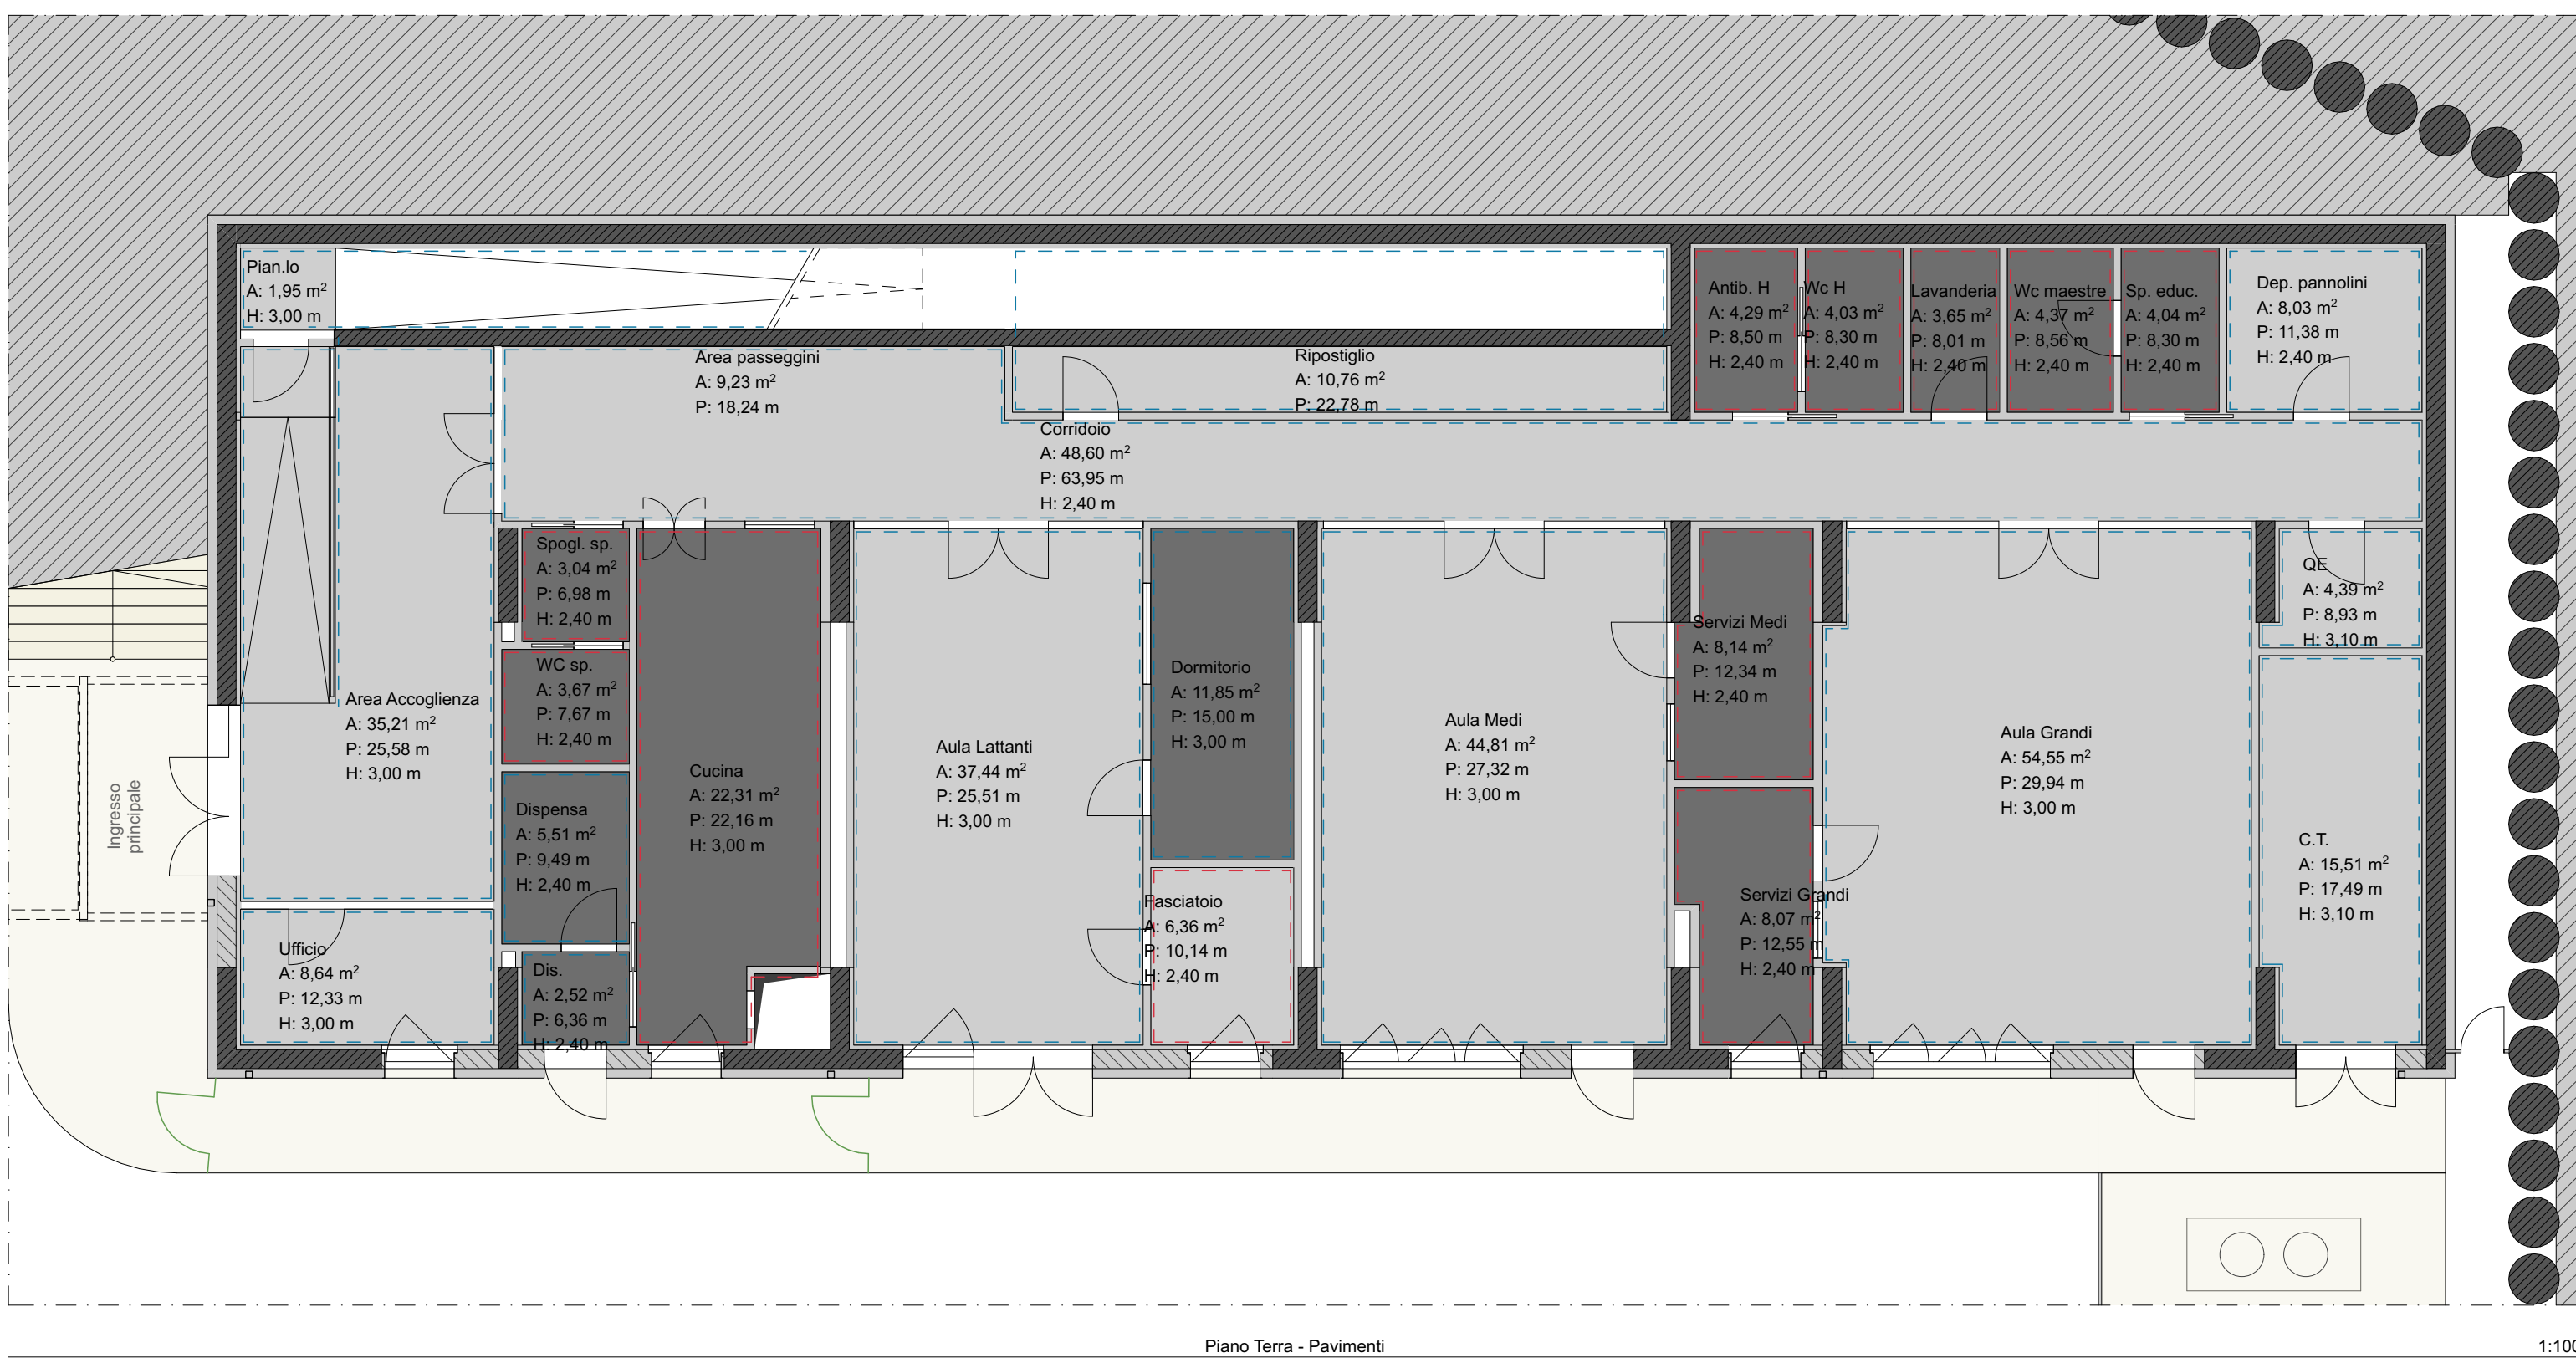 Pian.lo
A: 1,95 m²
H: 3,00 m
Area passeggini
A: 9,23 m²
P: 18,24 m
Ripostiglio
A: 10,76 m²
P: 22,78 m
Antib. H
A: 4,29 m²
P: 8,50 m
H: 2,40 m
Wc H
A: 4,03 m²
P: 8,30 m
H: 2,40 m
Lavanderia
A: 3,65 m²
P: 8,01 m
H: 2,40 m
Wc maestre
A: 4,37 m²
P: 8,56 m
H: 2,40 m
Sp. educ.
A: 4,04 m²
P: 8,30 m
H: 2,40 m
Dep. pannolini
A: 8,03 m²
P: 11,38 m
H: 2,40 m
Corridoio
A: 48,60 m²
P: 63,95 m
H: 2,40 m
Spogl. sp.
A: 3,04 m²
P: 6,98 m
H: 2,40 m
WC sp.
A: 3,67 m²
P: 7,67 m
H: 2,40 m
Area Accoglienza
A: 35,21 m²
P: 25,58 m
H: 3,00 m
Ingresso
principale
Dispensa
A: 5,51 m²
P: 9,49 m
H: 2,40 m
Cucina
A: 22,31 m²
P: 22,16 m
H: 3,00 m
Aula Lattanti
A: 37,44 m²
P: 25,51 m
H: 3,00 m
Dormitorio
A: 11,85 m²
P: 15,00 m
H: 3,00 m
Aula Medi
A: 44,81 m²
P: 27,32 m
H: 3,00 m
Servizi Medi
A: 8,14 m²
P: 12,34 m
H: 2,40 m
Aula Grandi
A: 54,55 m²
P: 29,94 m
H: 3,00 m
QE
A: 4,39 m²
P: 8,93 m
H: 3,10 m
C.T.
A: 15,51 m²
P: 17,49 m
H: 3,10 m
Ufficio
A: 8,64 m²
P: 12,33 m
H: 3,00 m
Dis.
A: 2,52 m²
P: 6,36 m
H: 2,40 m
Fasciatoio
A: 6,36 m²
P: 10,14 m
H: 2,40 m
Servizi Grandi
A: 8,07 m²
P: 12,55 m
H: 2,40 m
Piano Terra - Pavimenti
1:100